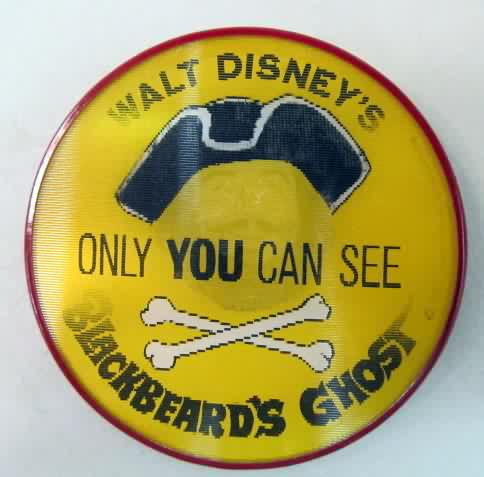 WALT DISNEY'S
ONLY YOU CAN SEE
BLACKBEARD'S GHOST